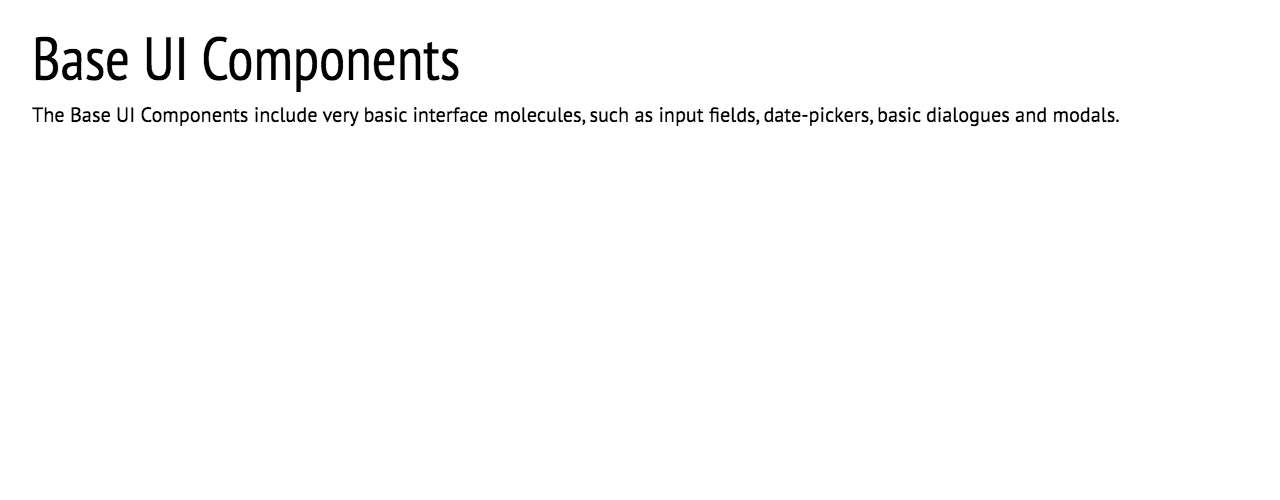 Base UI Components
The Base UI Components include very basic interface molecules, such as input fields, date-pickers, basic dialogues and modals.